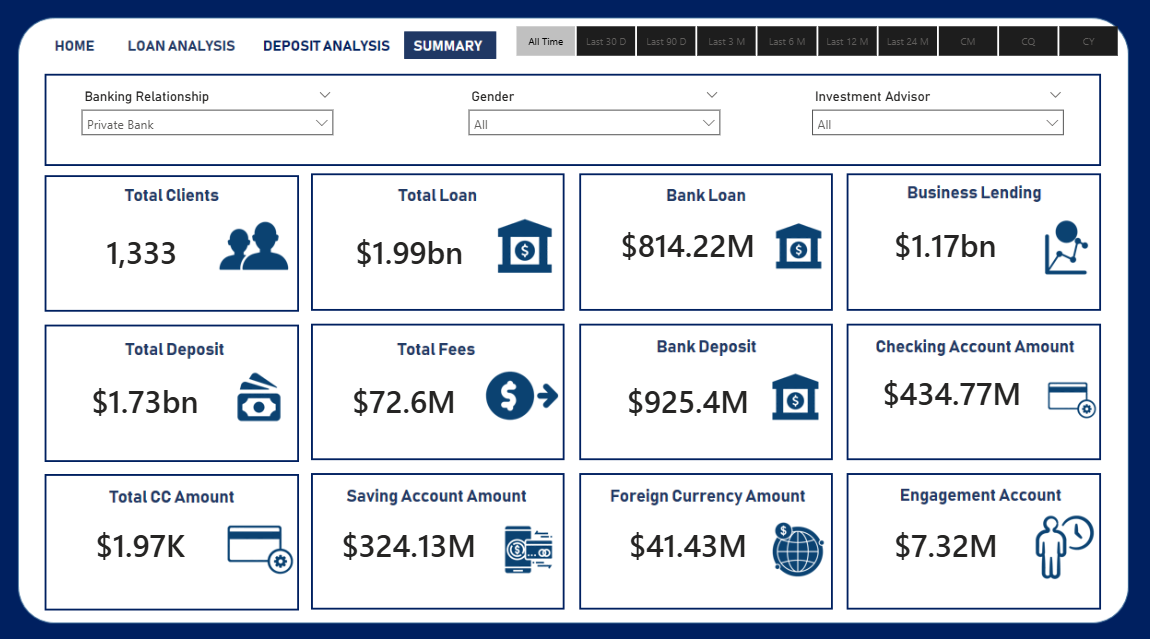 HOME LOAN ANALYSIS DEPOSIT ANALYSIS SUMMARY All Time Last 30 D Last 90 D Last 3 M Last 6 M Last 12 M Last 24 M CM CQ CY
Banking Relationship Gender Investment Advisor
Private Bank All All
Total Clients Total Loan Bank Loan Business Lending
1,333 $1.99bn $814.22M $1.17bn
Total Deposit Total Fees Bank Deposit Checking Account Amount
$1.73bn $72.6M $925.4M $434.77M
Total CC Amount Saving Account Amount Foreign Currency Amount Engagement Account
$1.97K $324.13M $41.43M $7.32M